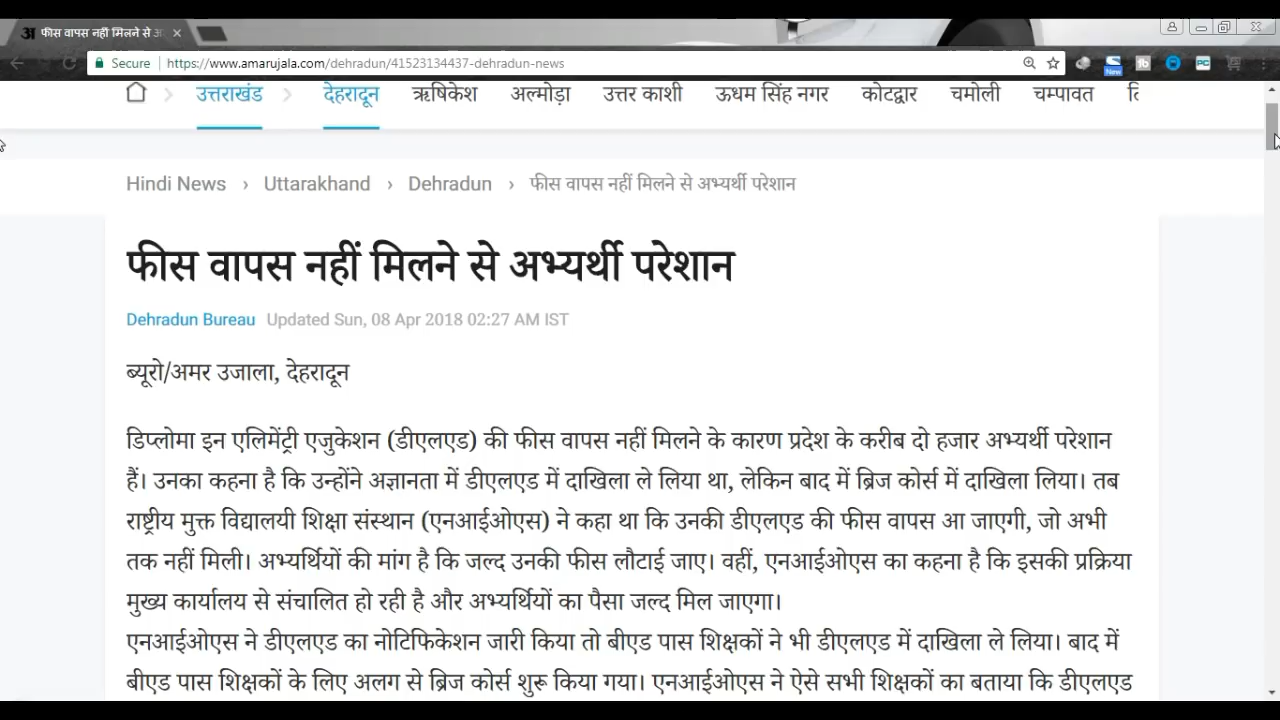 फीस वापस नहीं मिलने से अ
Secure https://www.amarujala.com/dehradun/41523134437-dehradun-news
New
PC
उत्तराखंड देहरादून ऋषिकेश अल्मोड़ा उत्तर काशी ऊधम सिंह नगर कोटद्वार चमोली चम्पावत
Hindi News › Uttarakhand › Dehradun › फीस वापस नहीं मिलने से अभ्यर्थी परेशान
फीस वापस नहीं मिलने से अभ्यर्थी परेशान
Dehradun Bureau Updated Sun, 08 Apr 2018 02:27 AM IST
ब्यूरो/अमर उजाला, देहरादून
डिप्लोमा इन एलिमेंट्री एजुकेशन (डीएलएड) की फीस वापस नहीं मिलने के कारण प्रदेश के करीब दो हजार अभ्यर्थी परेशान
हैं। उनका कहना है कि उन्होंने अज्ञानता में डीएलएड में दाखिला ले लिया था, लेकिन बाद में ब्रिज कोर्स में दाखिला लिया। तब
राष्ट्रीय मुक्त विद्यालयी शिक्षा संस्थान (एनआईओएस) ने कहा था कि उनकी डीएलएड की फीस वापस आ जाएगी, जो अभी
तक नहीं मिली। अभ्यर्थियों की मांग है कि जल्द उनकी फीस लौटाई जाए। वहीं, एनआईओएस का कहना है कि इसकी प्रक्रिया
मुख्य कार्यालय से संचालित हो रही है और अभ्यर्थियों का पैसा जल्द मिल जाएगा।
एनआईओएस ने डीएलएड का नोटिफिकेशन जारी किया तो बीएड पास शिक्षकों ने भी डीएलएड में दाखिला ले लिया। बाद में
बीएड पास शिक्षकों के लिए अलग से ब्रिज कोर्स शुरू किया गया। एनआईओएस ने ऐसे सभी शिक्षकों का बताया कि डीएलएड